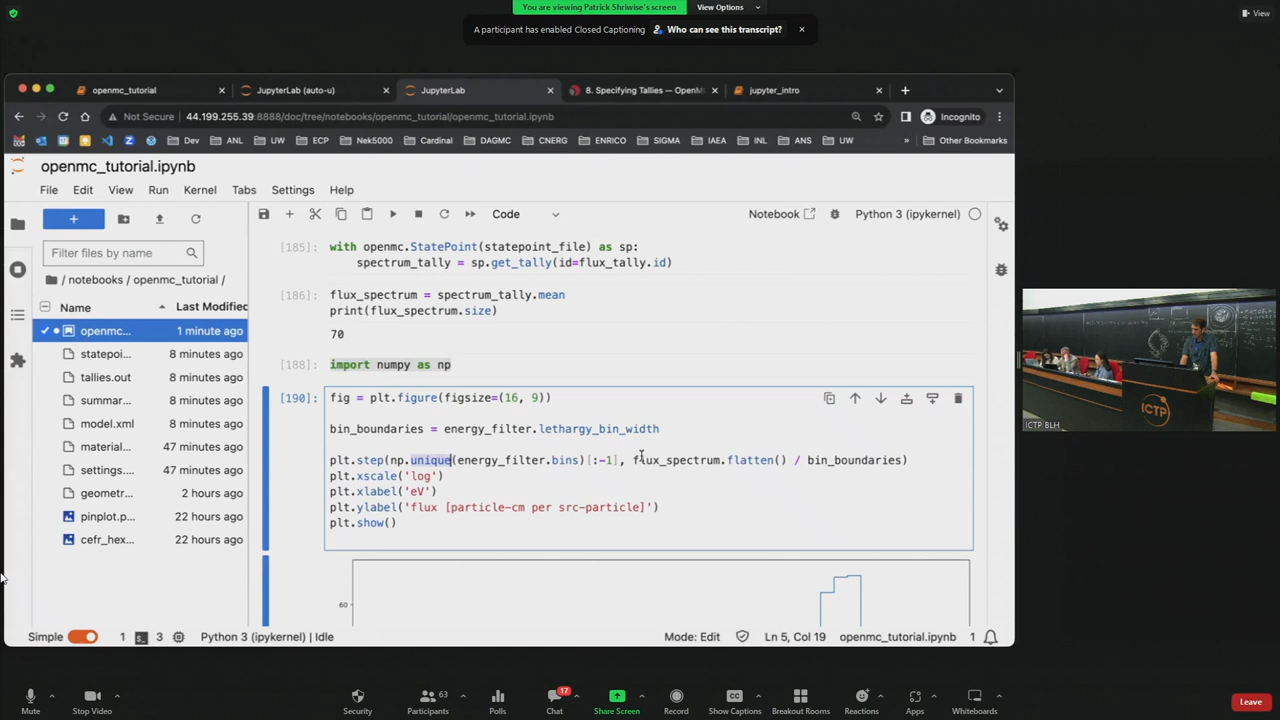 You are viewing Patrick Shriwise's screen
View Options
View
A participant has enabled Closed Captioning
Who can see this transcript?
openmc_tutorial
JupyterLab (auto-u)
JupyterLab
8. Specifying Tallies — OpenM
jupyter_intro
Not Secure
44.199.255.39:8888/doc/tree/notebooks/openmc_tutorial/openmc_tutorial.ipynb
Incognito
Dev
ANL
UW
ECP
Nek5000
Cardinal
DAGMC
CNERG
ENRICO
SIGMA
IAEA
INL
ANS
UW
»
Other Bookmarks
openmc_tutorial.ipynb
File
Edit
View
Run
Kernel
Tabs
Settings
Help
Code
Notebook
Python 3 (ipykernel)
Filter files by name
/ notebooks / openmc_tutorial /
Name
Last Modified
openmc...
1 minute ago
statepoi...
8 minutes ago
tallies.out
8 minutes ago
summar...
8 minutes ago
model.xml
8 minutes ago
material...
47 minutes ago
settings....
47 minutes ago
geometr...
22 hours ago
pinplot.p...
22 hours ago
cefr_hex...
22 hours ago
[185]:
with openmc.StatePoint(statepoint_file) as sp:
spectrum_tally = sp.get_tally(id=flux_tally.id)
[186]:
flux_spectrum = spectrum_tally.mean
print(flux_spectrum.size)
70
[188]:
import numpy as np
[190]:
fig = plt.figure(figsize=(16, 9))
bin_boundaries = energy_filter.lethargy_bin_width
plt.step(np.unique(energy_filter.bins)[:-1], flux_spectrum.flatten() / bin_boundaries)
plt.xscale('log')
plt.xlabel('eV')
plt.ylabel('flux [particle-cm per src-particle]')
plt.show()
60
Simple
1
3
Python 3 (ipykernel) | Idle
Mode: Edit
Ln 5, Col 19
openmc_tutorial.ipynb
1
ICTP
ICTP BLH
Mute
Stop Video
Security
63
Participants
Polls
17
Chat
Share Screen
Record
CC
Show Captions
Breakout Rooms
Reactions
Apps
Whiteboards
Leave